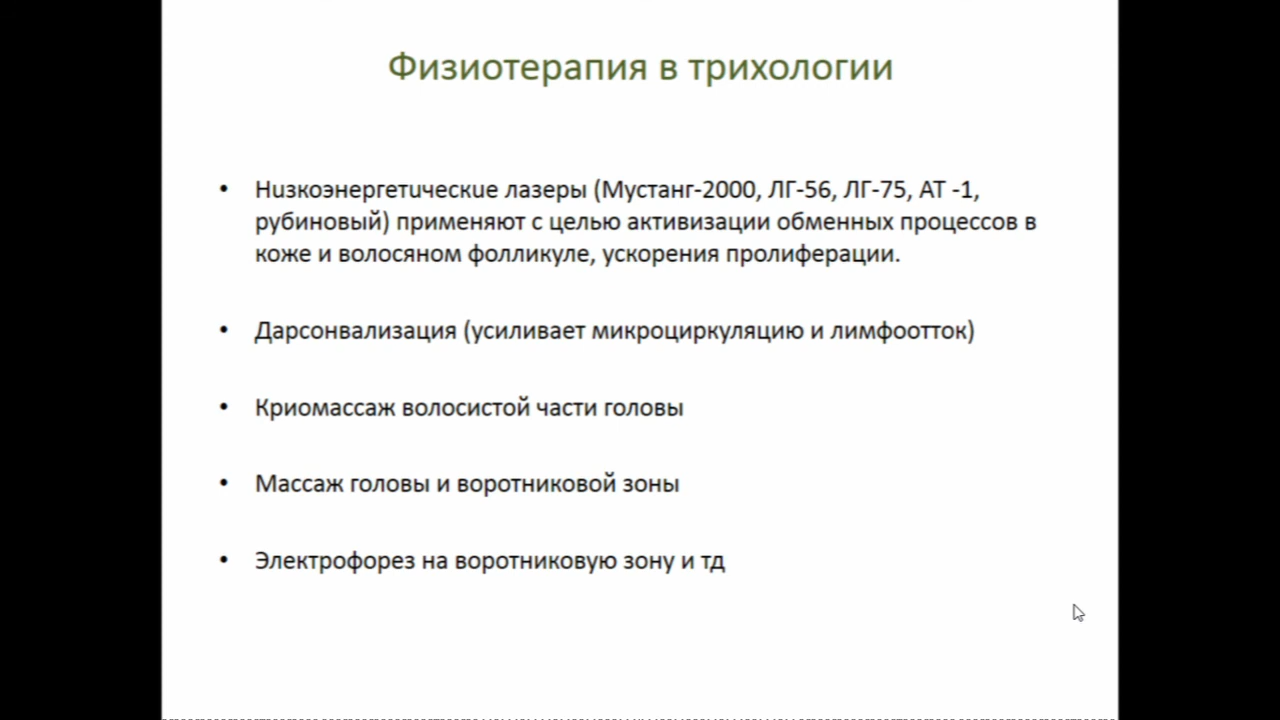 Физиотерапия в трихологии
• Низкоэнергетические лазеры (Мустанг-2000, ЛГ-56, ЛГ-75, АТ -1,
рубиновый) применяют с целью активизации обменных процессов в
коже и волосяном фолликуле, ускорения пролиферации.
• Дарсонвализация (усиливает микроциркуляцию и лимфоотток)
• Криомассаж волосистой части головы
• Массаж головы и воротниковой зоны
• Электрофорез на воротниковую зону и тд